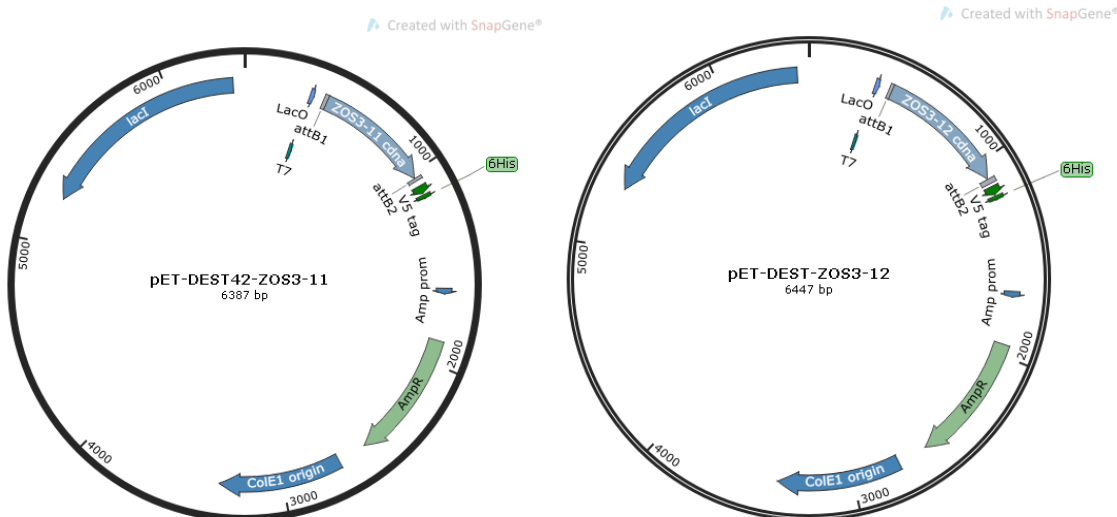 Created with SnapGene®
6000
lacI
LacO
attB1
T7
ZOS3-11 cdna
1000
6His
attB2
V5 tag
5000
pET-DEST42-ZOS3-11
6387 bp
Amp prom
2000
AmpR
4000
ColE1 origin
3000
Created with SnapGene®
6000
lacI
LacO
attB1
T7
ZOS3-12 cdna
1000
6His
attB2
V5 tag
5000
pET-DEST-ZOS3-12
6447 bp
Amp prom
2000
AmpR
4000
ColE1 origin
3000